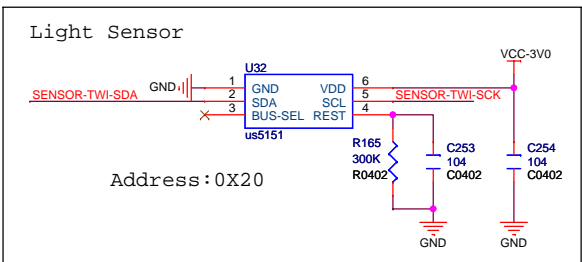 Light Sensor
VCC-3V0
U32
GND 1 GND VDD 6
SENSOR-TWI-SDA 2 SDA SCL 5 SENSOR-TWI-SCK
3 BUS-SEL REST 4
us5151
R165
300K
R0402
C253
104
C0402
C254
104
C0402
Address:0X20
GND
GND